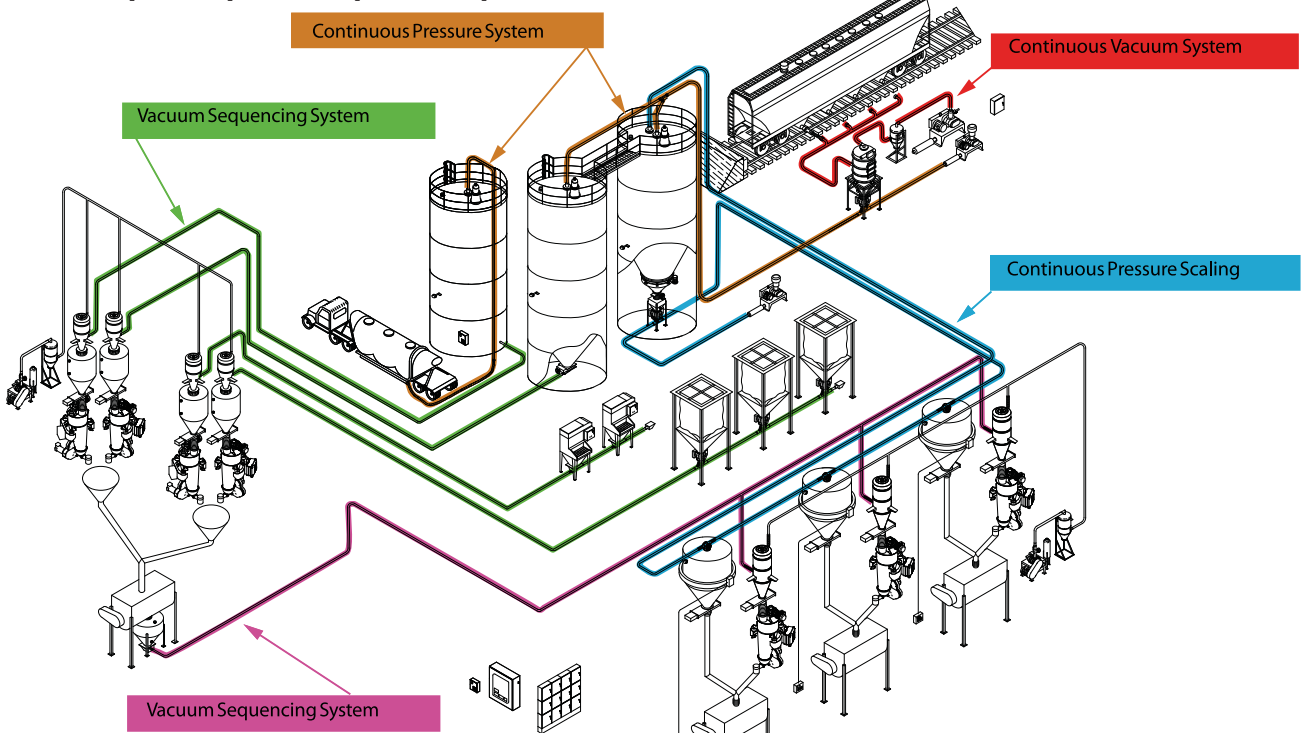 Continuous Pressure System
Continuous Vacuum System
Vacuum Sequencing System
Continuous Pressure Scaling
Vacuum Sequencing System